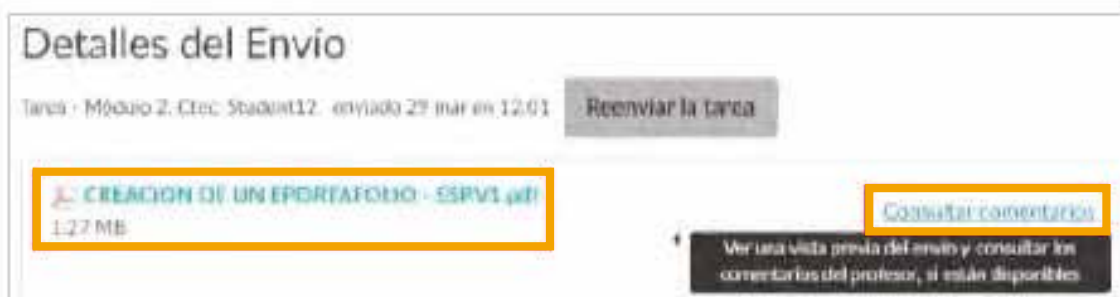 Detalles del Envío
Tarea - Módulo 2, Ctec, Student12 enviado 29 mar en 12:01
Reenviar la tarea
CREACION DE UN EPORTAFOLIO - SSPV1.pdf
1.27 MB
Consultar comentarios
Ver una vista previa del envío y consultar los
comentarios del profesor, si están disponibles